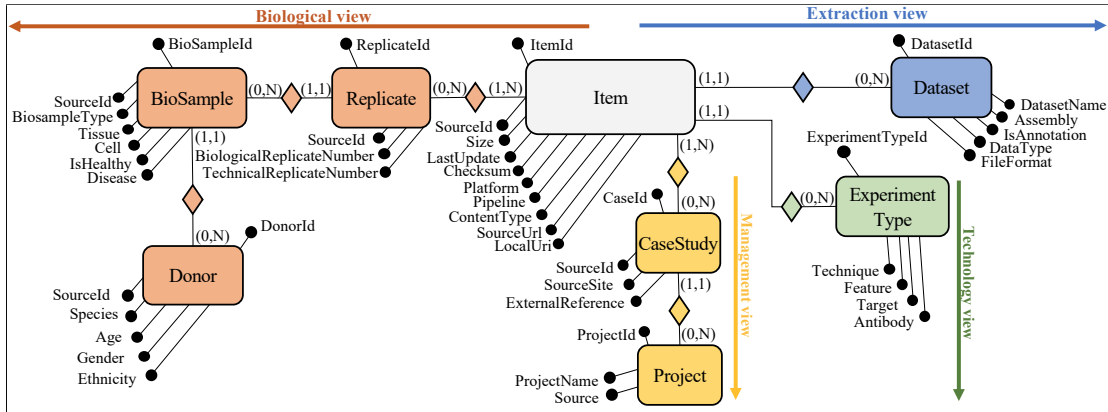 Biological view
Extraction view
BioSampleId
ReplicateId
ItemId
DatasetId
BioSample
(0,N)
(1,1)
Replicate
(0,N)
(1,N)
Item
(1,1)
(0,N)
Dataset
(1,1)
SourceId
BiosampleType
Tissue
Cell
IsHealthy
Disease
(1,1)
SourceId
BiologicalReplicateNumber
TechnicalReplicateNumber
SourceId
Size
LastUpdate
Checksum
Platform
Pipeline
ContentType
SourceUrl
LocalUri
(1,N)
DatasetName
Assembly
IsAnnotation
DataType
FileFormat
ExperimentTypeId
(0,N)
Experiment
Type
Technique
Feature
Target
Antibody
Technology view
(0,N)
DonorId
Donor
SourceId
Species
Age
Gender
Ethnicity
CaseId
(0,N)
CaseStudy
SourceId
SourceSite
ExternalReference
(1,1)
Management view
ProjectId
(0,N)
Project
ProjectName
Source